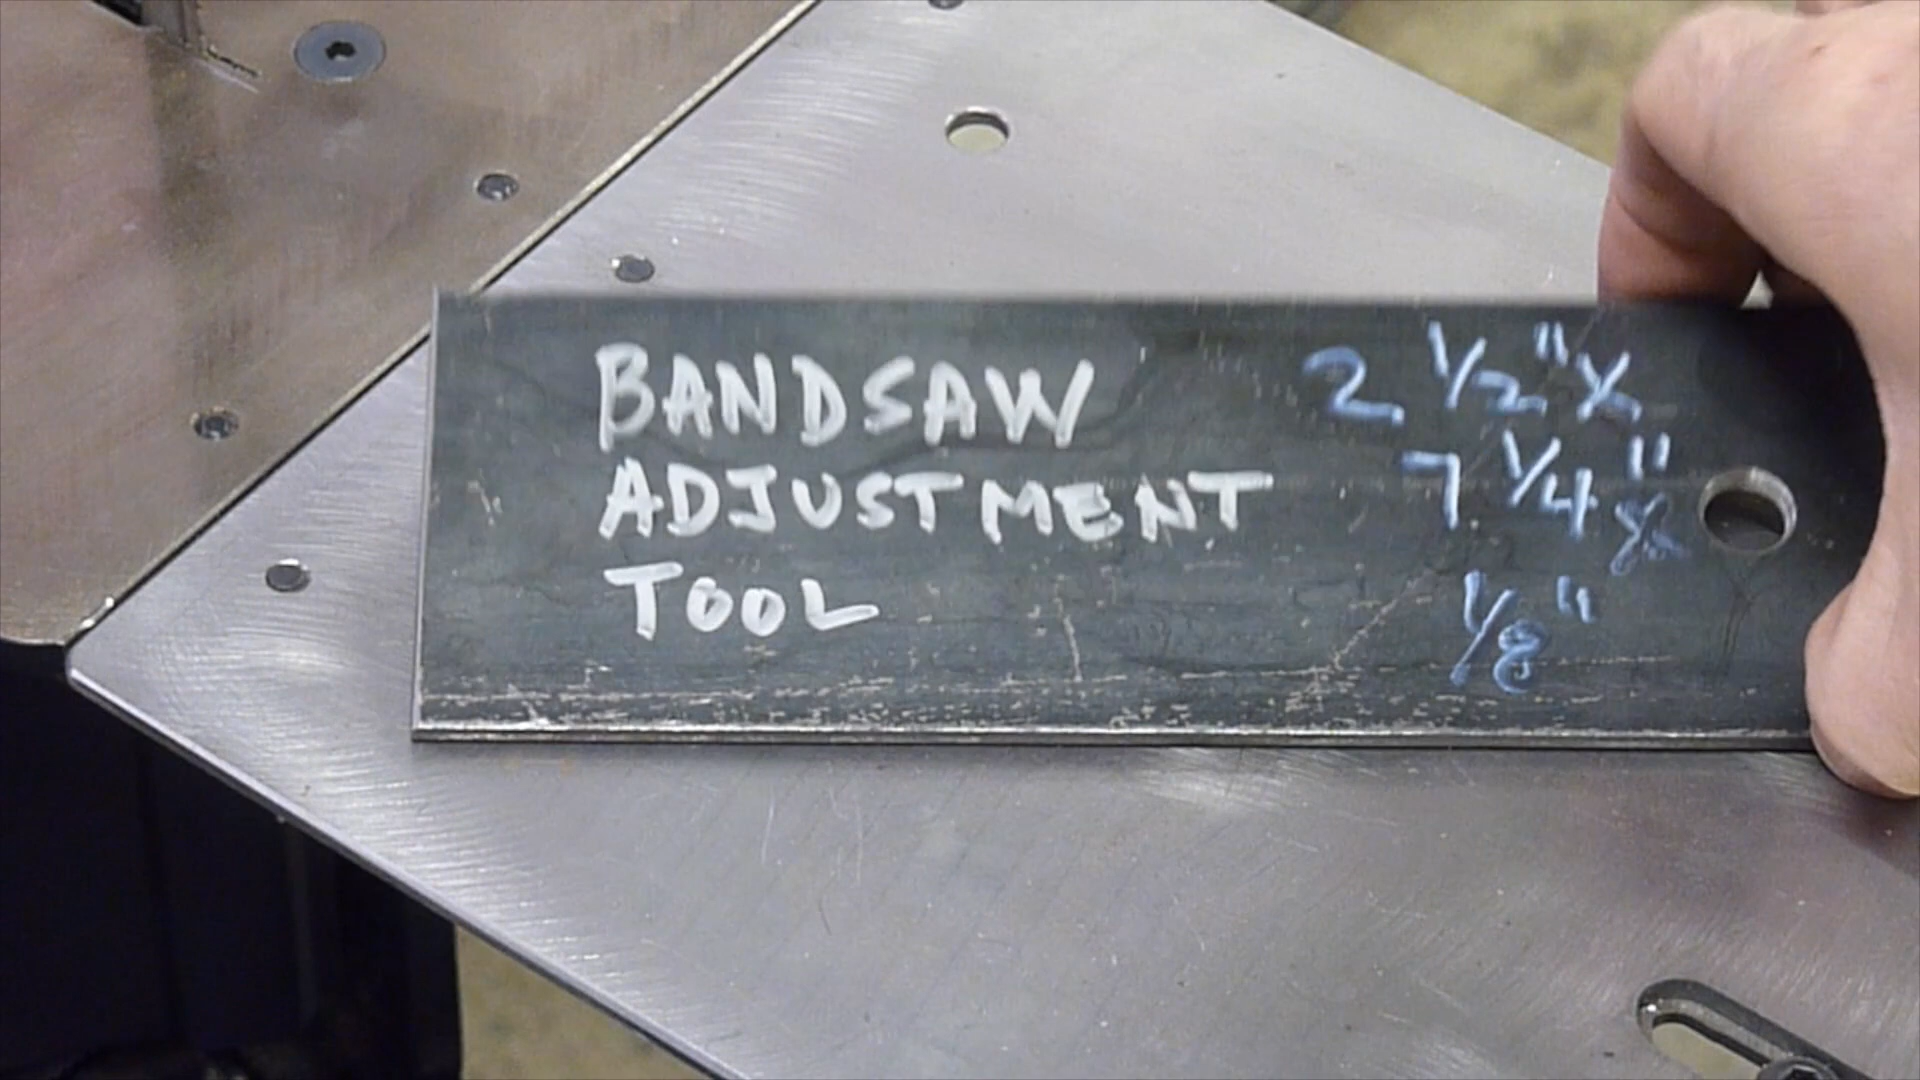 BANDSAW
ADJUSTMENT
TOOL
2 1/2" X
7 1/4" X
1/8"